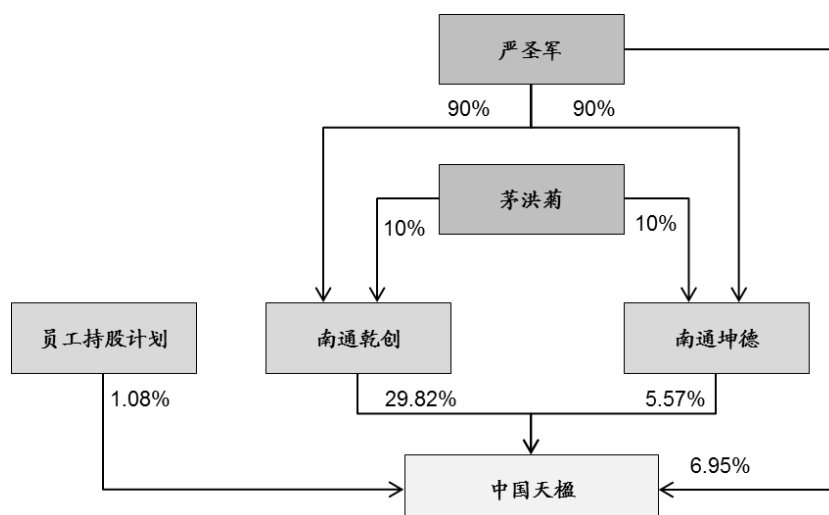 严圣军
90%
90%
茅洪菊
10%
10%
员工持股计划
南通乾创
南通坤德
1.08%
29.82%
5.57%
中国天楹
6.95%